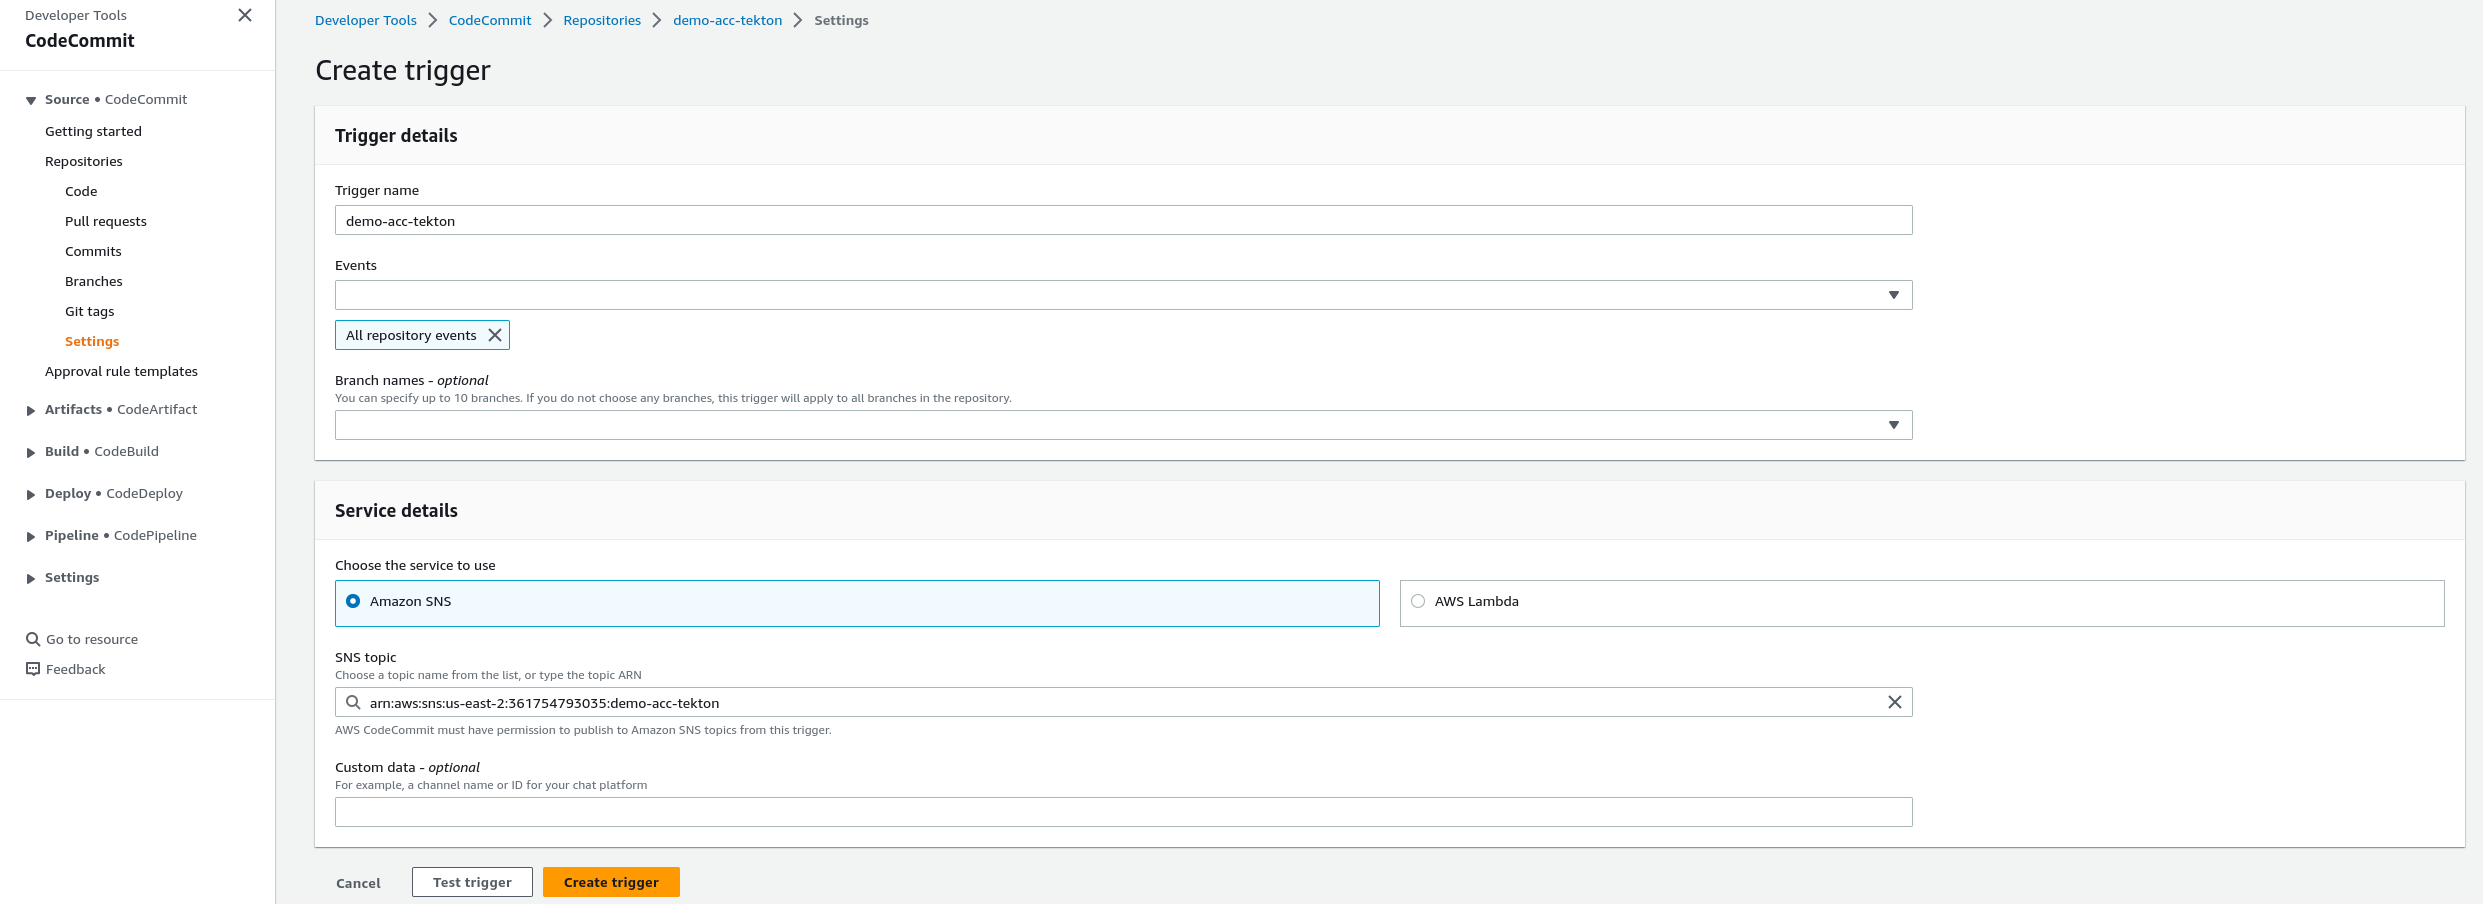 Developer Tools
CodeCommit
Source • CodeCommit
Getting started
Repositories
Code
Pull requests
Commits
Branches
Git tags
Settings
Approval rule templates
Artifacts • CodeArtifact
Build • CodeBuild
Deploy • CodeDeploy
Pipeline • CodePipeline
Settings
Go to resource
Feedback
Developer Tools > CodeCommit > Repositories > demo-acc-tekton > Settings
Create trigger
Trigger details
Trigger name
demo-acc-tekton
Events
All repository events
Branch names - optional
You can specify up to 10 branches. If you do not choose any branches, this trigger will apply to all branches in the repository.
Service details
Choose the service to use
Amazon SNS
AWS Lambda
SNS topic
Choose a topic name from the list, or type the topic ARN
arn:aws:sns:us-east-2:361754793035:demo-acc-tekton
AWS CodeCommit must have permission to publish to Amazon SNS topics from this trigger.
Custom data - optional
For example, a channel name or ID for your chat platform
Cancel
Test trigger
Create trigger